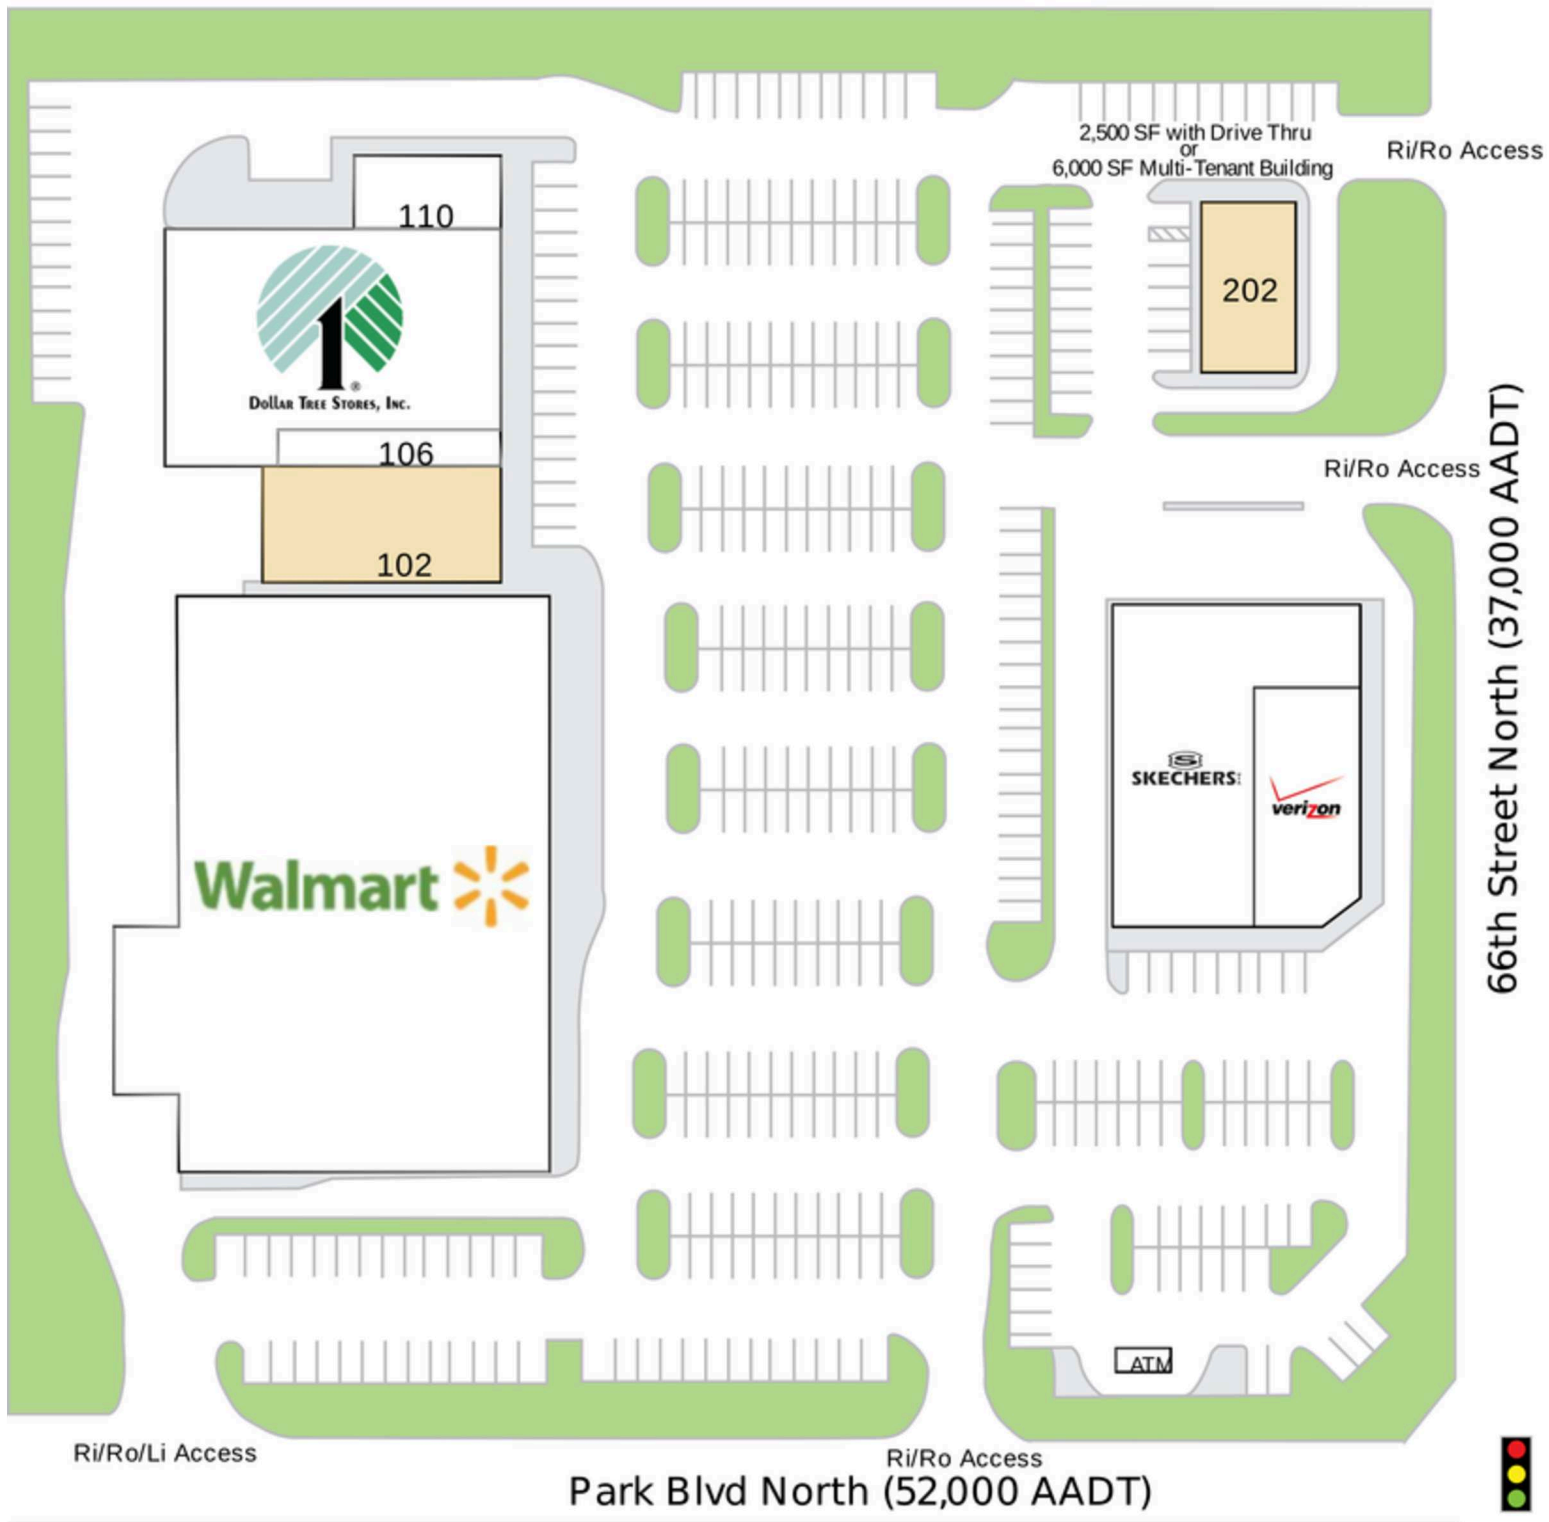 2,500 SF with Drive Thru
or
6,000 SF Multi-Tenant Building
Ri/Ro Access
110
202
1
®
Dollar Tree Stores, Inc.
106
Ri/Ro Access
102
66th Street North (37,000 AADT)
S
SKECHERS
verizon
Walmart
ATM
Ri/Ro/Li Access
Ri/Ro Access
Park Blvd North (52,000 AADT)